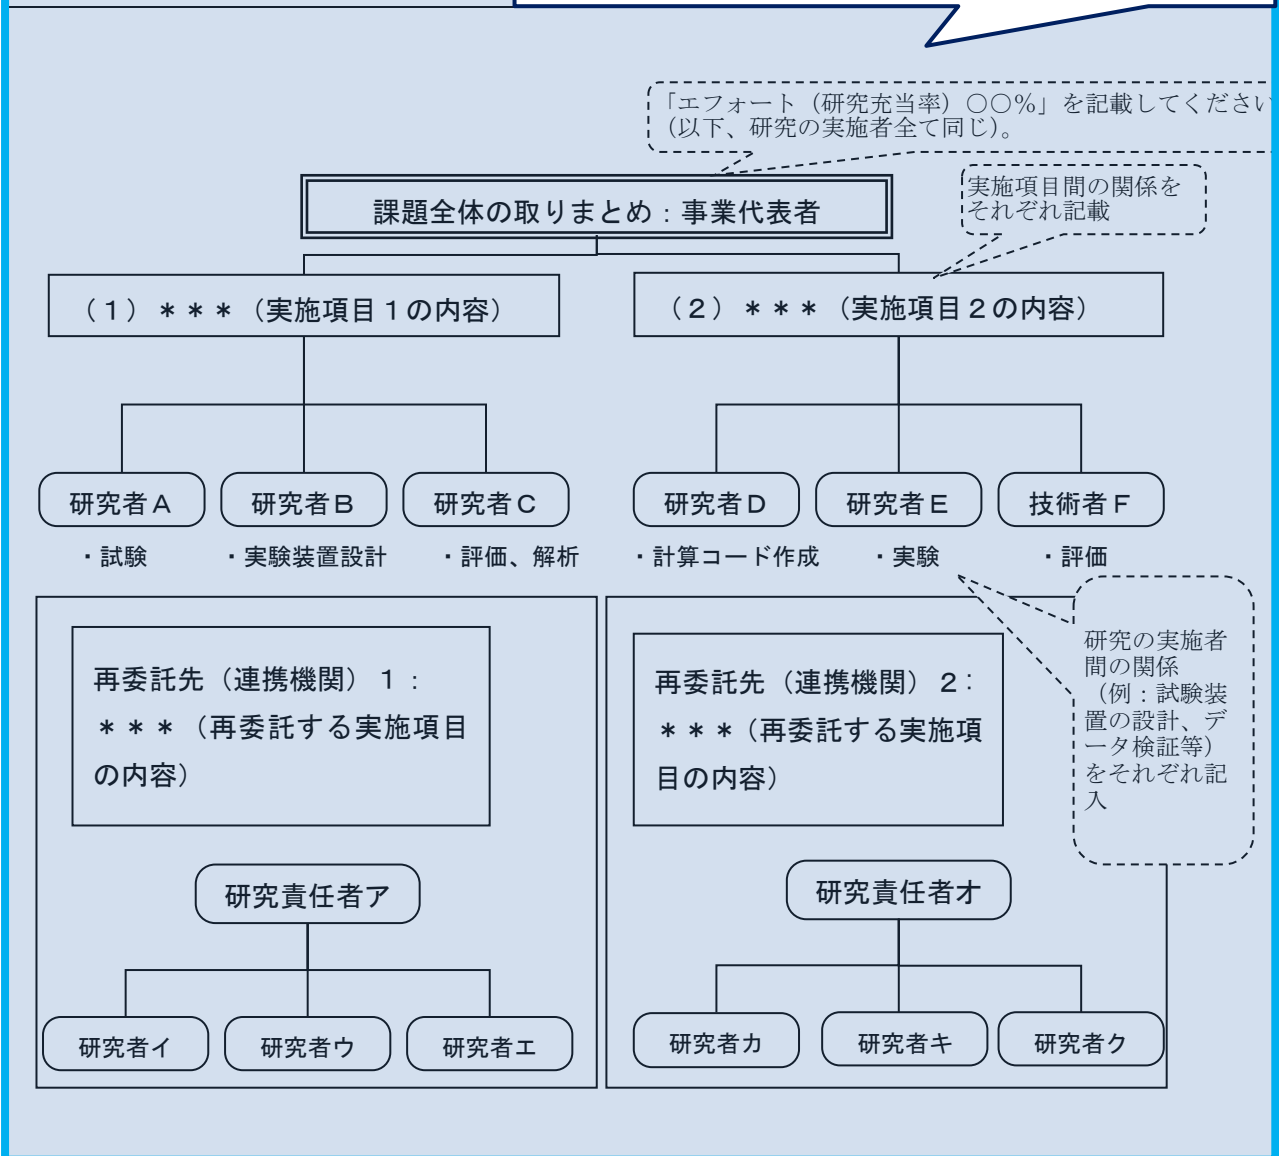 「エフォート（研究充当率）○○％」を記載してください
（以下、研究の実施者全て同じ）。
課題全体の取りまとめ：事業代表者
実施項目間の関係を
それぞれ記載
（１）＊＊＊（実施項目１の内容）
（２）＊＊＊（実施項目２の内容）
研究者Ａ
研究者Ｂ
研究者Ｃ
研究者Ｄ
研究者Ｅ
技術者Ｆ
・試験
・実験装置設計
・評価、解析
・計算コード作成
・実験
・評価
研究の実施者
間の関係
（例：試験装
置の設計、デ
ータ検証等）
をそれぞれ記
入
再委託先（連携機関）１：
＊＊＊（再委託する実施項目
の内容）
再委託先（連携機関）２：
＊＊＊（再委託する実施項
目の内容）
研究責任者ア
研究責任者オ
研究者イ
研究者ウ
研究者エ
研究者カ
研究者キ
研究者ク